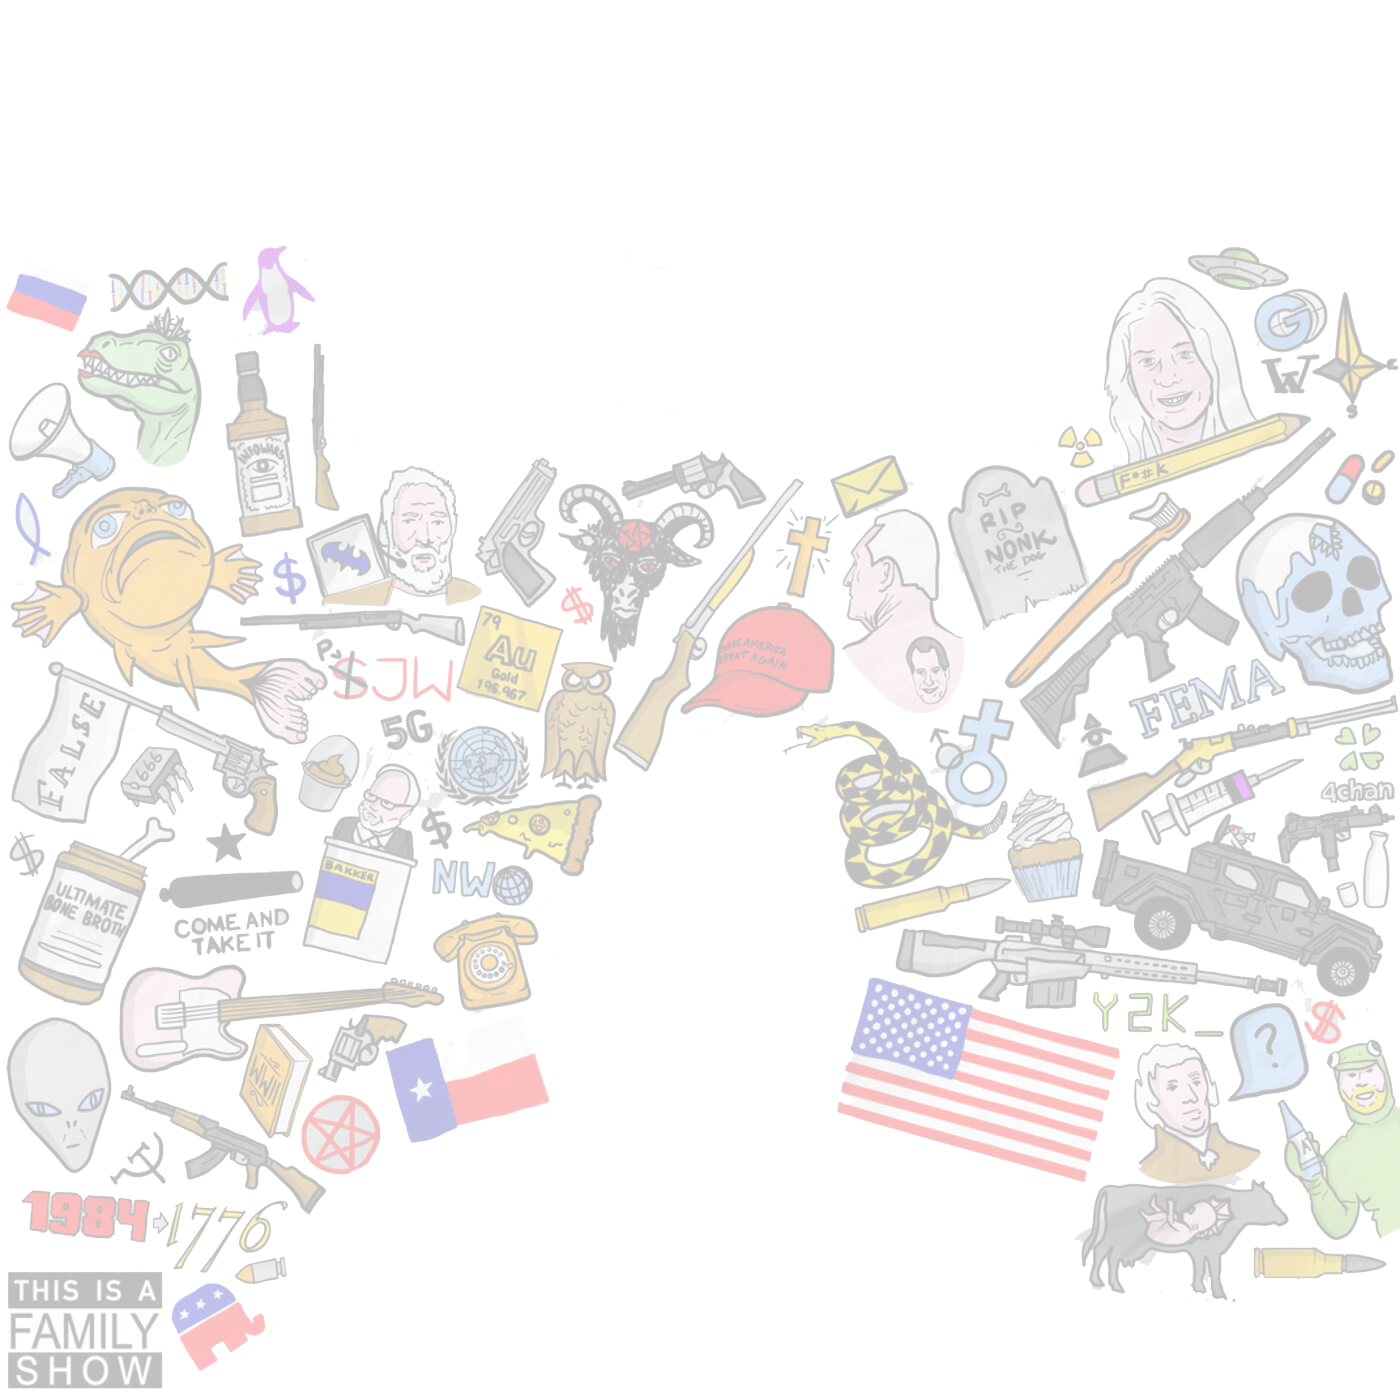 G
W
E
S
F*#K
INFOWARS
RIP
NONK
THE DOG
79
Au
Gold
196.967
MAKE AMERICA
GREAT AGAIN
P2
$JW
$
$
5G
FALSE
666
FEMA
4chan
$
$
BAKKER
NWO
ULTIMATE
BONE BROTH
COME AND
TAKE IT
Y2K_
$
?
WWII
A
1984
1776
THIS IS A
FAMILY
SHOW